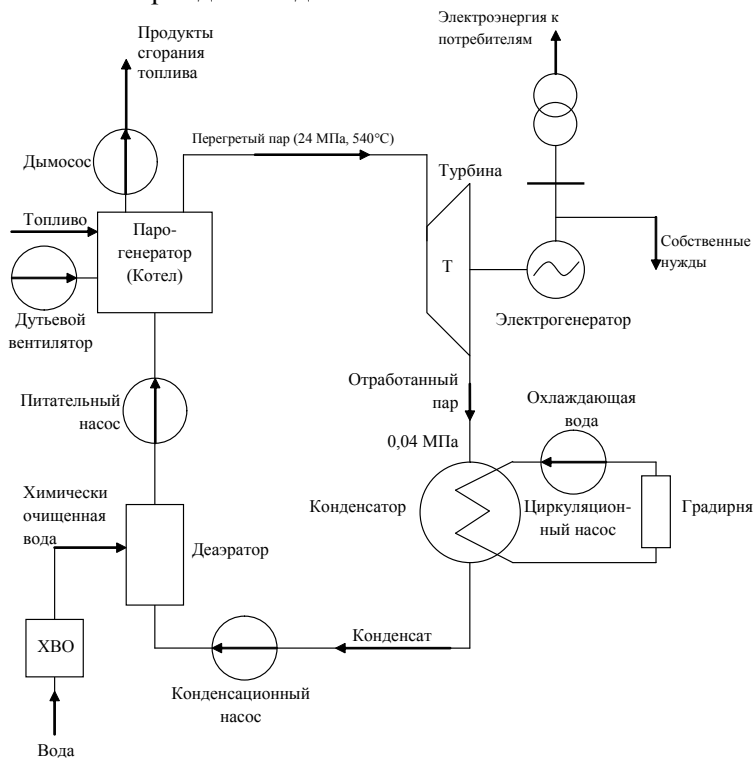 Электроэнергия к
потребителям
Продукты
сгорания
топлива
Перегретый пар (24 МПа, 540°С)
Дымосос
Турбина
Топливо
Паро-
генератор
(Котел)
Т
Собственные
нужды
Дутьевой
вентилятор
Электрогенератор
Отработанный
пар
Питательный
насос
Охлаждающая
вода
0,04 МПа
Химически
очищенная
вода
Конденсатор
Циркуляцион-
ный насос
Градирня
Деаэратор
ХВО
Конденсат
Конденсационный
насос
Вода